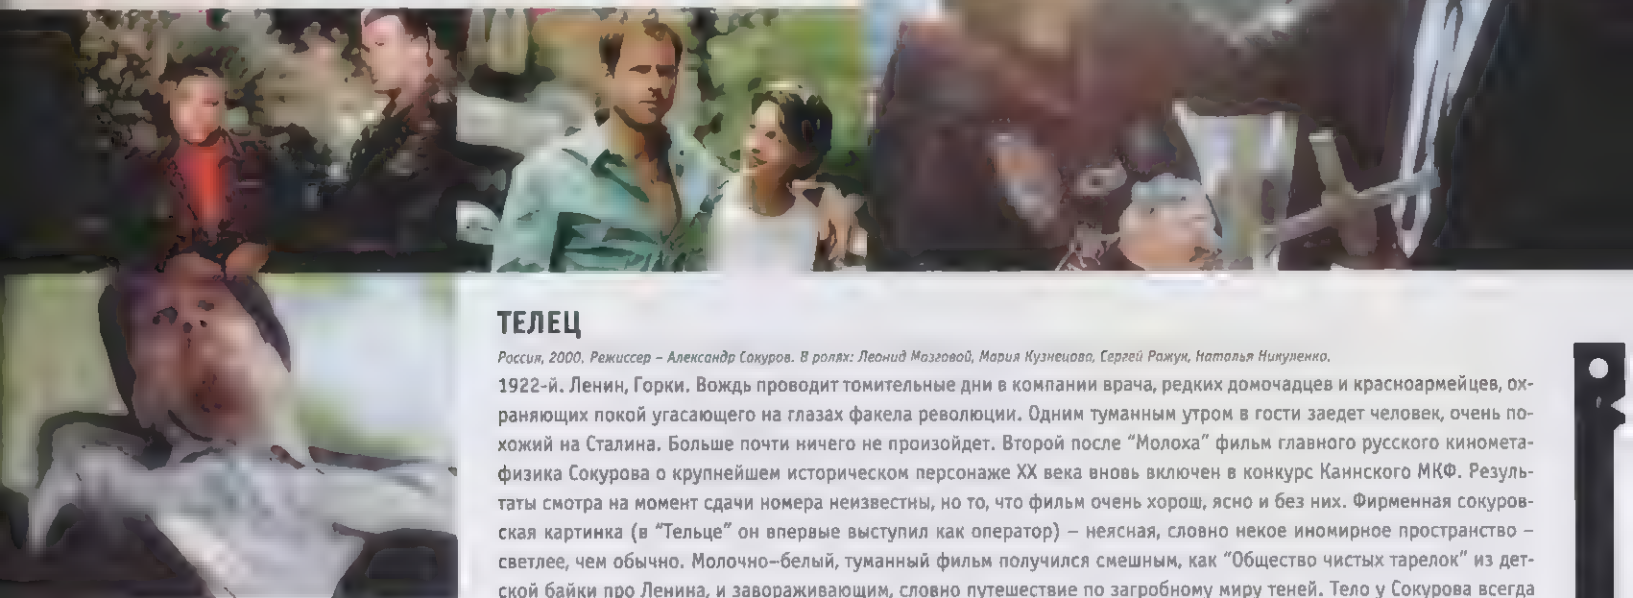 ТЕЛЕЦ
Россия, 2000. Режиссер – Александр Сокуров. В ролях: Леонид Мозговой, Мария Кузнецова, Сергей Ражук, Наталья Никуленко.
1922-й. Ленин, Горки. Вождь проводит томительные дни в компании врача, редких домочадцев и красноармейцев, ох-
раняющих покой угасающего на глазах факела революции. Одним туманным утром в гости заедет человек, очень по-
хожий на Сталина. Больше почти ничего не произойдет. Второй после "Молоха" фильм главного русского киномета-
физика Сокурова о крупнейшем историческом персонаже XX века вновь включен в конкурс Каннского МКФ. Резуль-
таты смотра на момент сдачи номера неизвестны, но то, что фильм очень хорош, ясно и без них. Фирменная сокуров-
ская картинка (в "Тельце" он впервые выступил как оператор) – неясная, словно некое иномирное пространство –
светлее, чем обычно. Молочно-белый, туманный фильм получился смешным, как "Общество чистых тарелок" из дет-
ской байки про Ленина, и завораживающим, словно путешествие по загробному миру теней. Тело у Сокурова всегда